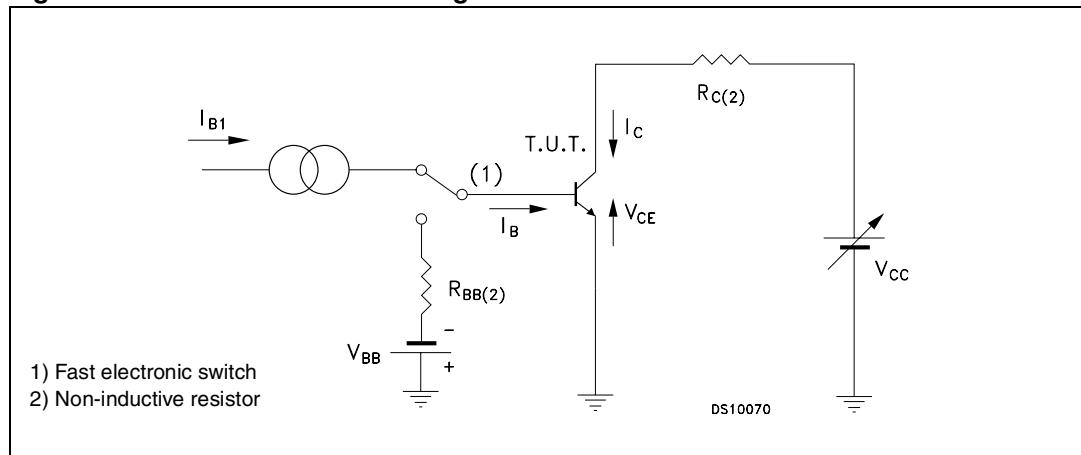 I_B1
R_C(2)
T.U.T.
I_C
(1)
I_B
V_CE
V_CC
R_BB(2)
V_BB
-
+
1) Fast electronic switch
2) Non-inductive resistor
DS10070